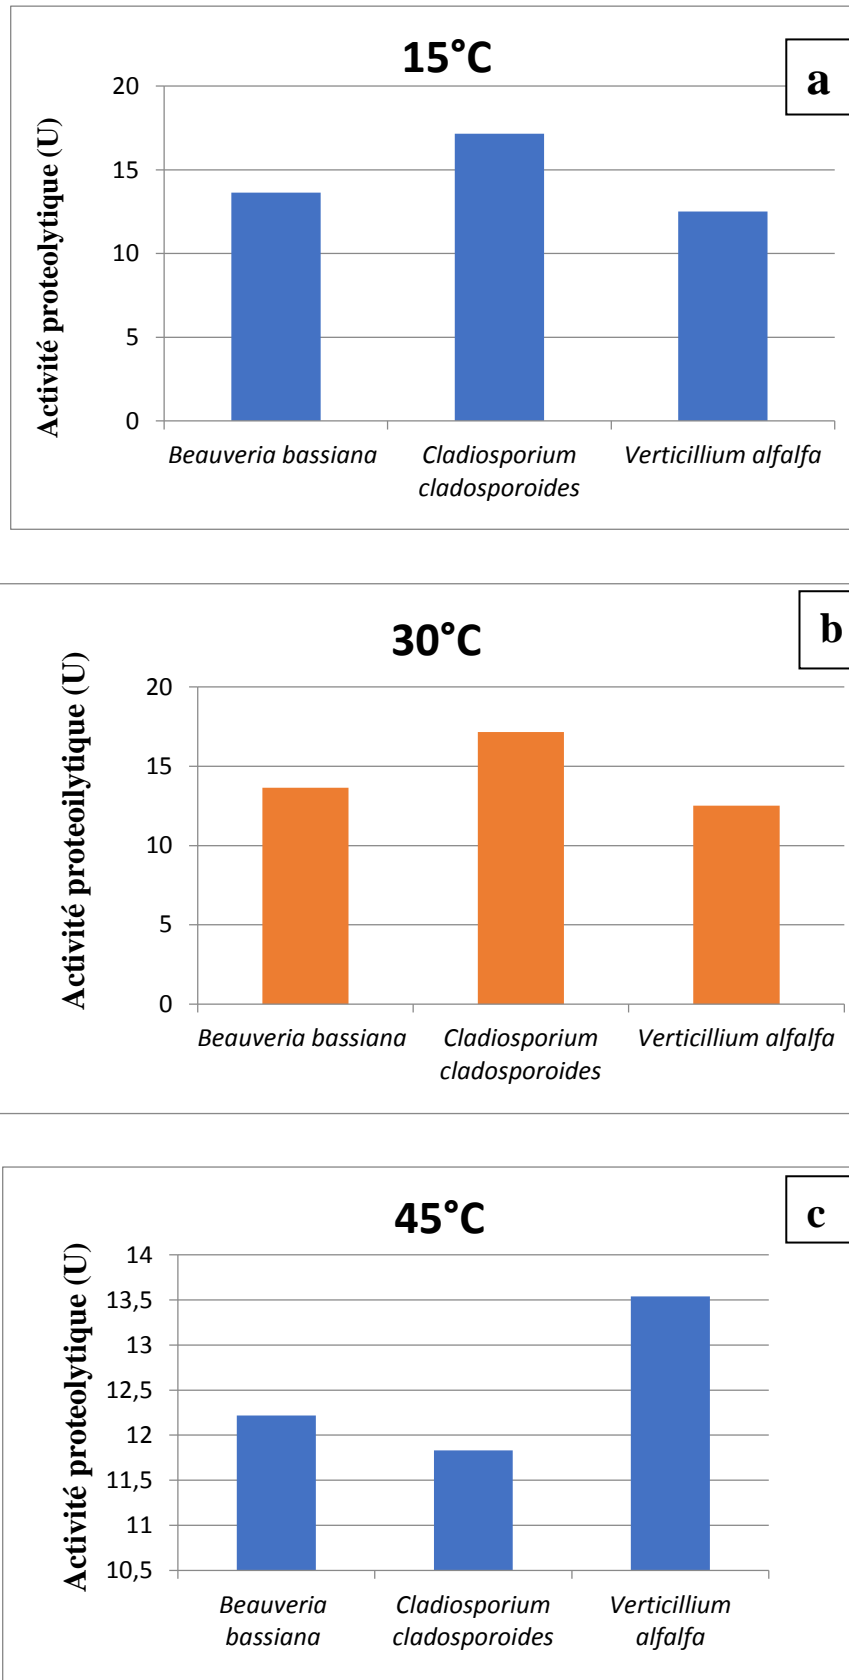 15°C
a
Activité proteolytique (U)
20
15
10
5
0
Beauveria bassiana
Cladiosporium
cladosporoides
Verticillium alfalfa
30°C
b
Activité proteoilytique (U)
20
15
10
5
0
Beauveria bassiana
Cladiosporium
cladosporoides
Verticillium alfalfa
45°C
c
Activité proteolytique (U)
14
13,5
13
12,5
12
11,5
11
10,5
Beauveria
bassiana
Cladiosporium
cladosporoides
Verticillium
alfalfa